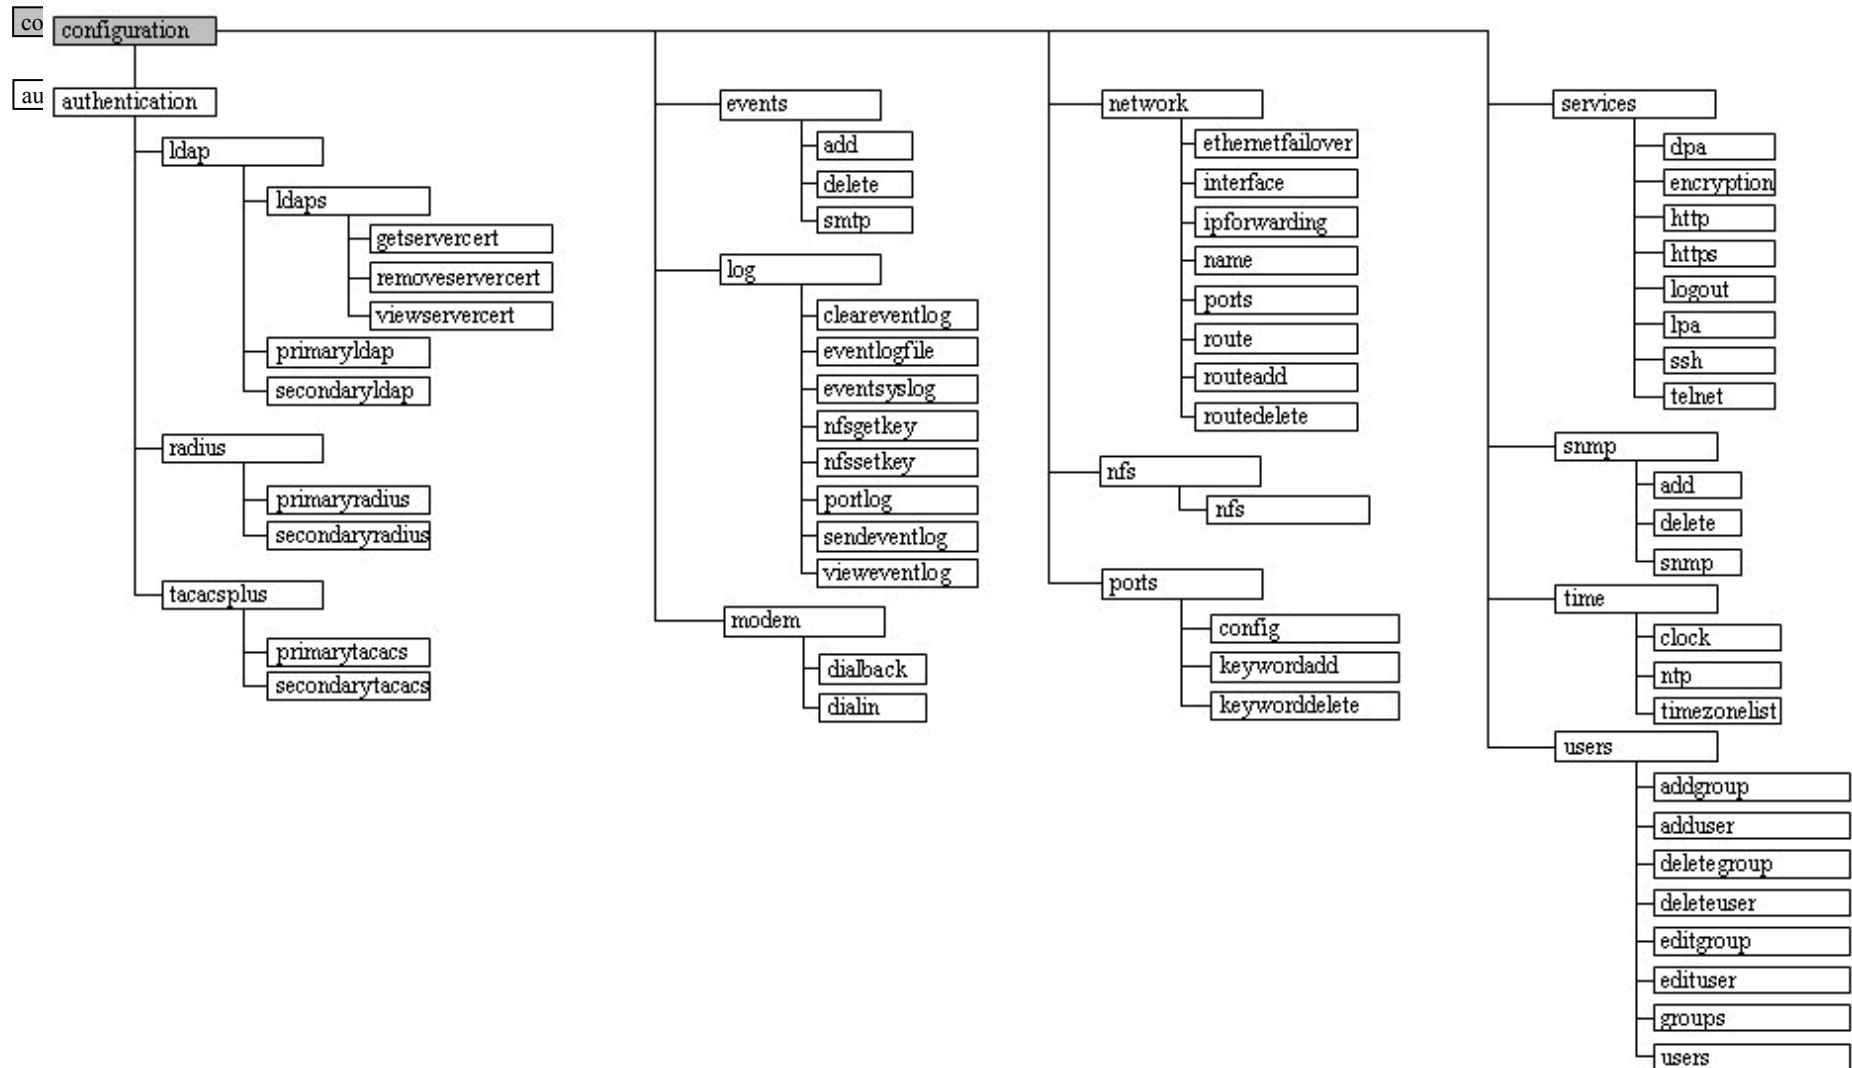 co
configuration
au
authentication
ldap
ldaps
getservercert
removeservercert
viewservercert
primaryldap
secondaryldap
radius
primaryradius
secondaryradius
tacacsplus
primarytacacs
secondarytacacs
events
add
delete
smtp
log
cleareventlog
eventlogfile
eventsyslog
nfsgetkey
nfssetkey
portlog
sendeventlog
vieweventlog
modem
dialback
dialin
network
ethernetfailover
interface
ipforwarding
name
ports
route
routeadd
routedelete
nfs
nfs
ports
config
keywordadd
keyworddelete
services
dpa
encryption
http
https
logout
lpa
ssh
telnet
snmp
add
delete
snmp
time
clock
ntp
timezonelist
users
addgroup
adduser
deletegroup
deleteuser
editgroup
edituser
groups
users